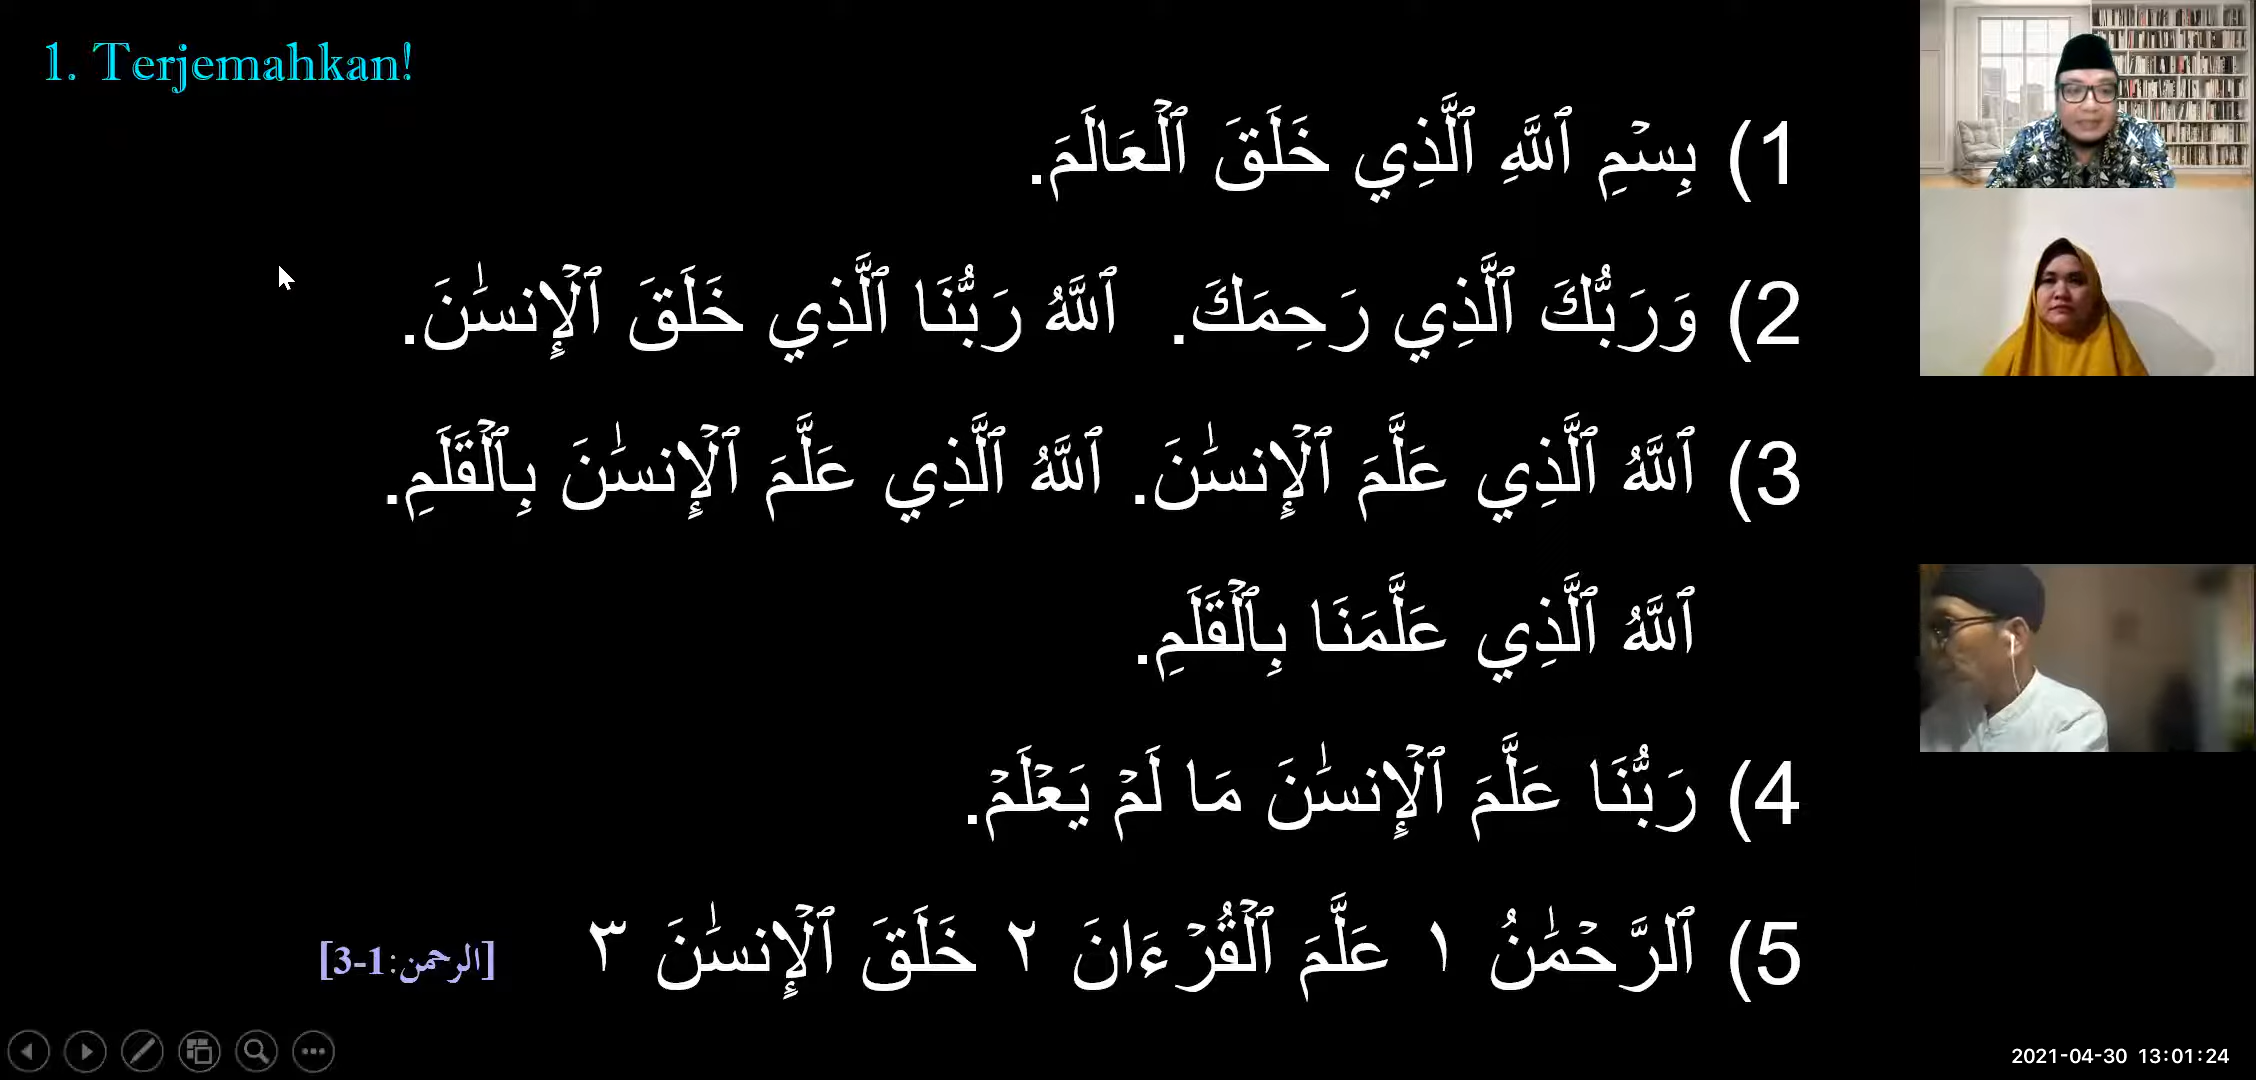 1. Terjemahkan!
1) بِسۡمِ ٱللَّهِ ٱلَّذِي خَلَقَ ٱلۡعَالَمَ.
2) وَرَبُّكَ ٱلَّذِي رَحِمَكَ. ٱللَّهُ رَبُّنَا ٱلَّذِي خَلَقَ ٱلۡإِنسَٰنَ.
3) ٱللَّهُ ٱلَّذِي عَلَّمَ ٱلۡإِنسَٰنَ. ٱللَّهُ ٱلَّذِي عَلَّمَ ٱلۡإِنسَٰنَ بِٱلۡقَلَمِ.
ٱللَّهُ ٱلَّذِي عَلَّمَنَا بِٱلۡقَلَمِ.
4) رَبُّنَا عَلَّمَ ٱلۡإِنسَٰنَ مَا لَمۡ يَعۡلَمۡ.
5) ٱلرَّحۡمَٰنُ ١ عَلَّمَ ٱلۡقُرۡءَانَ ٢ خَلَقَ ٱلۡإِنسَٰنَ ٣ [الرحمن:1-3]
2021-04-30 13:01:24